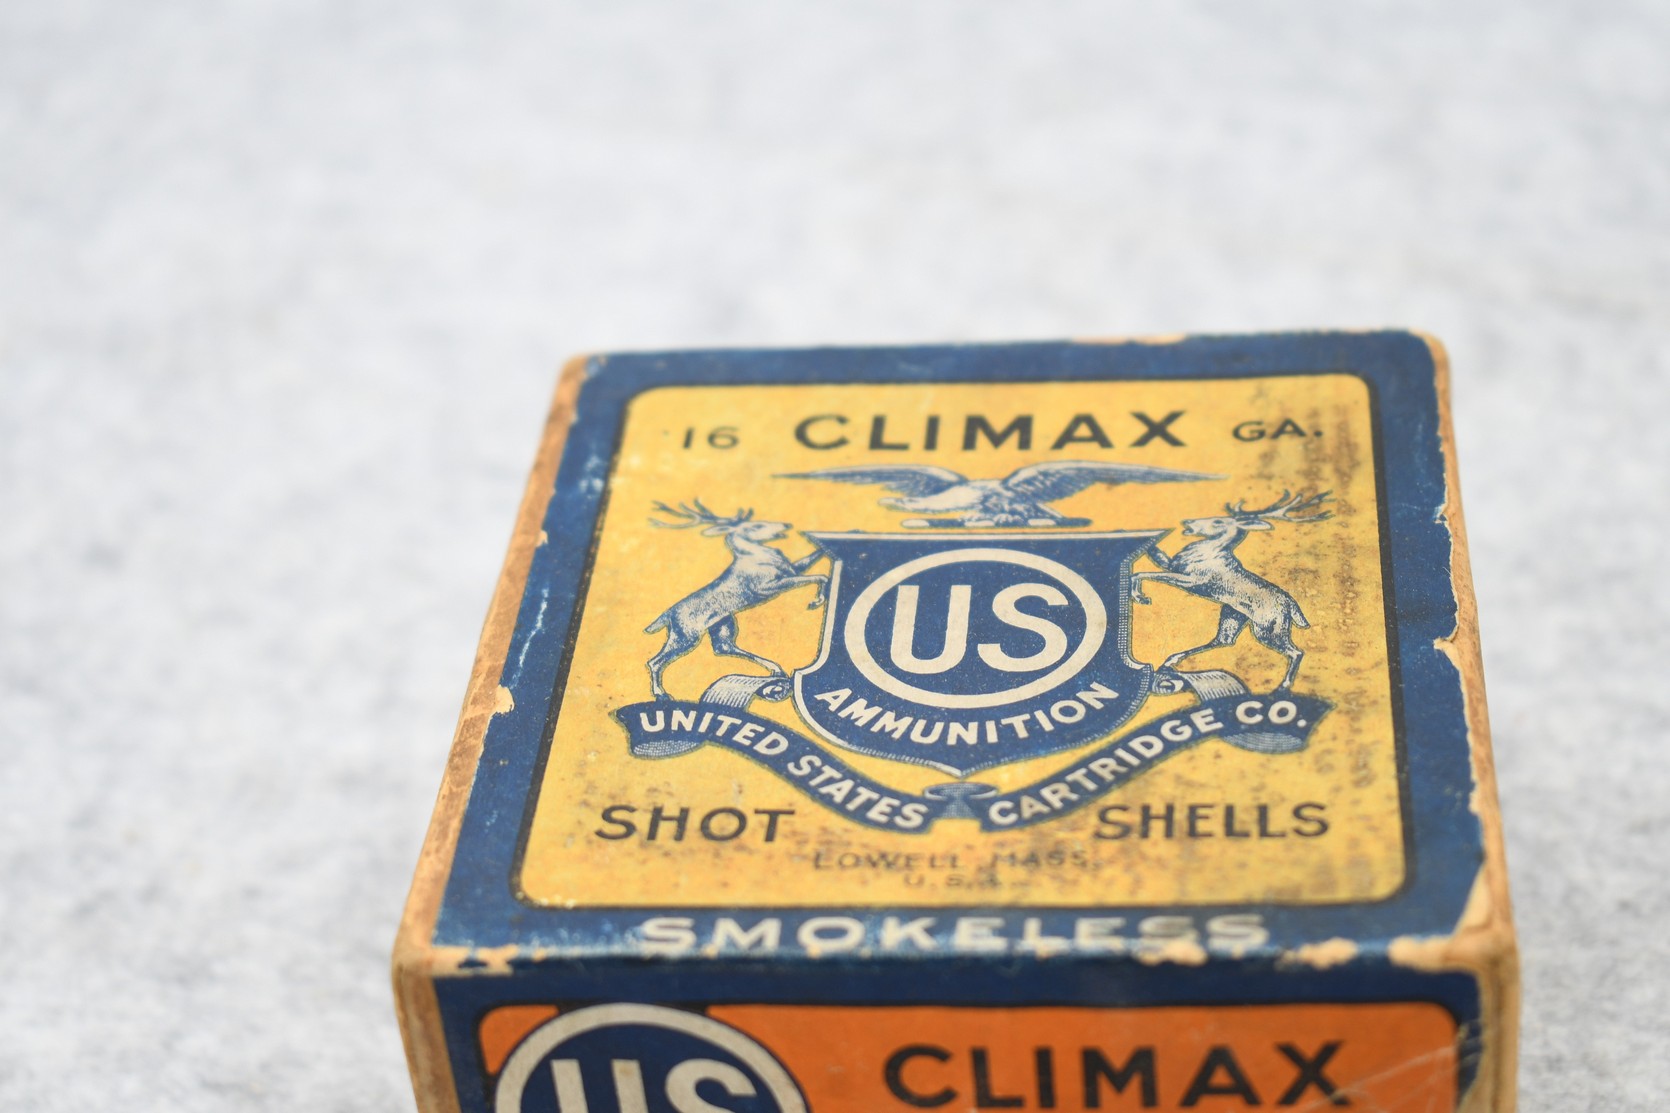 16 CLIMAX GA.
US
AMMUNITION
UNITED STATES CARTRIDGE CO.
SHOT SHELLS
LOWELL, MASS.
U.S.A.
SMOKELESS
US CLIMAX